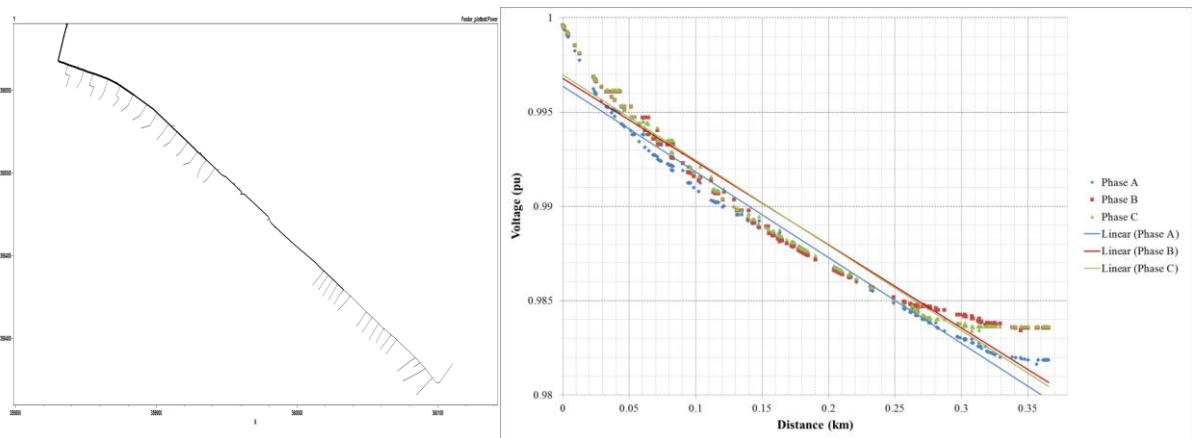 Y
Feeder_plottest;Power
X
1
0.995
0.99
0.985
0.98
Voltage (pu)
0
0.05
0.1
0.15
0.2
0.25
0.3
0.35
Distance (km)
Phase A
Phase B
Phase C
Linear (Phase A)
Linear (Phase B)
Linear (Phase C)